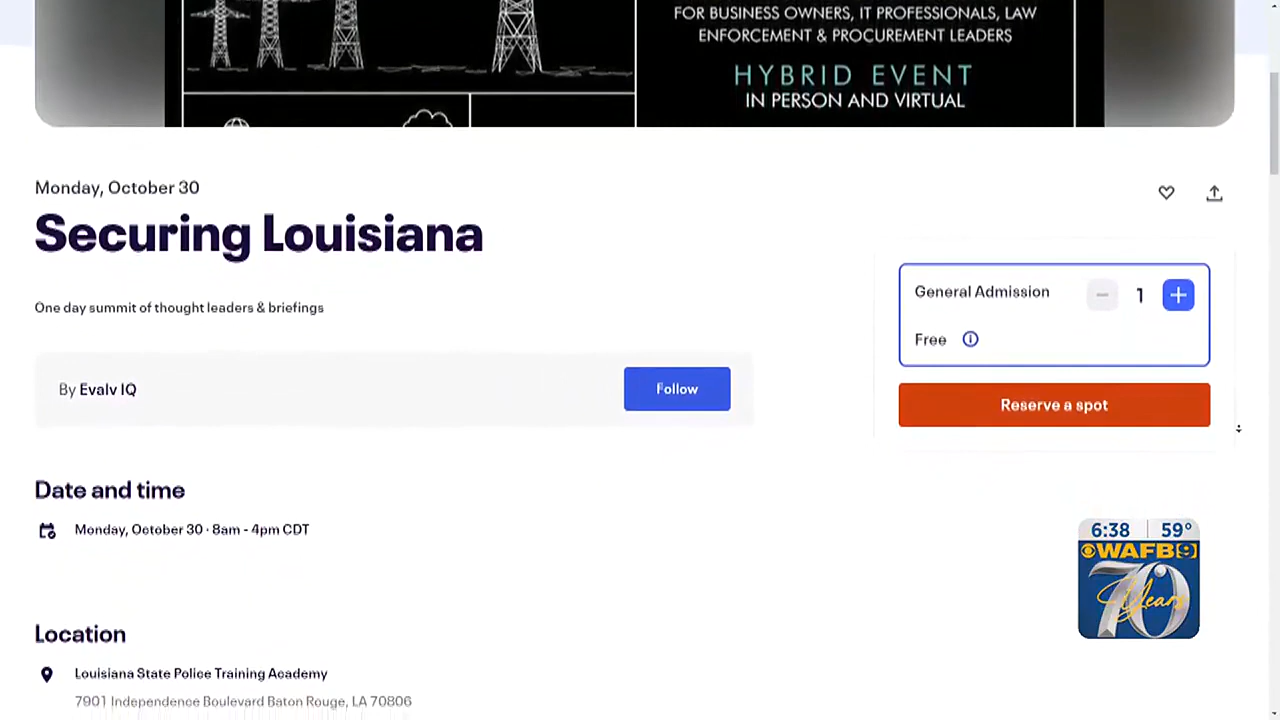 FOR BUSINESS OWNERS, IT PROFESSIONALS, LAW
ENFORCEMENT & PROCUREMENT LEADERS
HYBRID EVENT
IN PERSON AND VIRTUAL
Monday, October 30
Securing Louisiana
One day summit of thought leaders & briefings
General Admission
1
Free
By Evalv IQ
Follow
Reserve a spot
Date and time
Monday, October 30 · 8am - 4pm CDT
6:38 59°
WAFB 9
70
Years
Location
Louisiana State Police Training Academy
7901 Independence Boulevard Baton Rouge, LA 70806